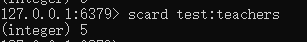 127.0.0.1:6379> scard test:teachers
(integer) 5